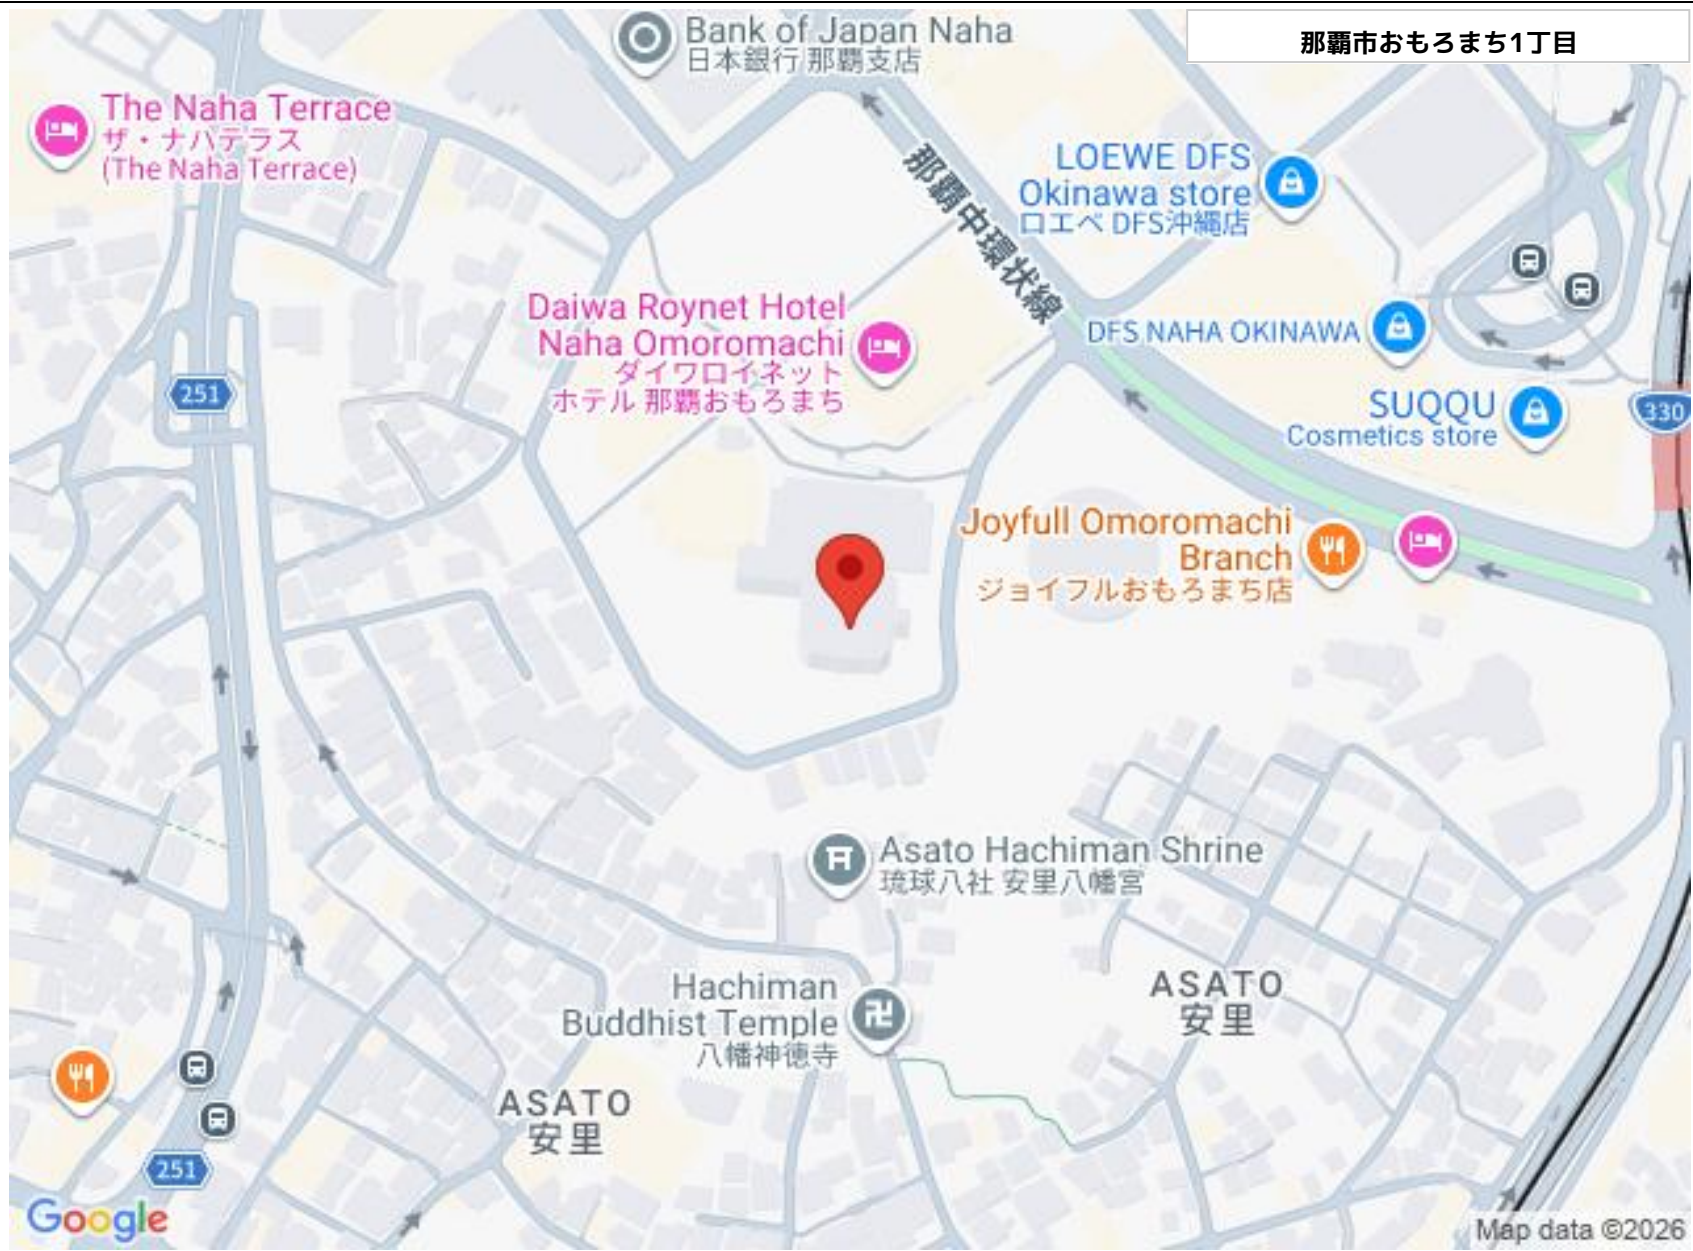 Bank of Japan Naha
日本銀行 那覇支店
那覇市おもろまち1丁目
The Naha Terrace
ザ・ナハテラス
(The Naha Terrace)
那覇中環状線
LOEWE DFS
Okinawa store
ロエベ DFS沖縄店
Daiwa Roynet Hotel
Naha Omoromachi
ダイワロイネット
ホテル 那覇おもろまち
DFS NAHA OKINAWA
251
SUQQU
Cosmetics store
330
Joyfull Omoromachi
Branch
ジョイフルおもろまち店
Asato Hachiman Shrine
琉球八社 安里八幡宮
Hachiman
Buddhist Temple
八幡神徳寺
卍
ASATO
安里
ASATO
安里
251
Google
Map data ©2026